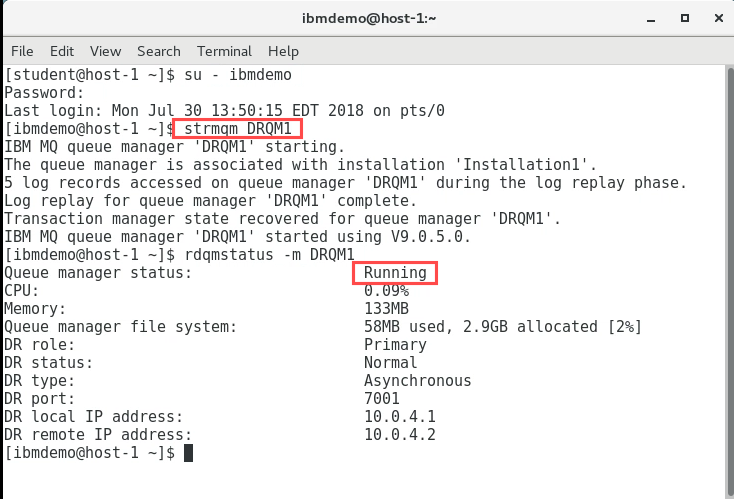 ibmdemo@host-1:~
File Edit View Search Terminal Help
[student@host-1 ~]$ su - ibmdemo
Password:
Last login: Mon Jul 30 13:50:15 EDT 2018 on pts/0
[ibmdemo@host-1 ~]$ strmqm DRQM1
IBM MQ queue manager 'DRQM1' starting.
The queue manager is associated with installation 'Installation1'.
5 log records accessed on queue manager 'DRQM1' during the log replay phase.
Log replay for queue manager 'DRQM1' complete.
Transaction manager state recovered for queue manager 'DRQM1'.
IBM MQ queue manager 'DRQM1' started using V9.0.5.0.
[ibmdemo@host-1 ~]$ rdqmstatus -m DRQM1
Queue manager status: Running
CPU: 0.09%
Memory: 133MB
Queue manager file system: 58MB used, 2.9GB allocated [2%]
DR role: Primary
DR status: Normal
DR type: Asynchronous
DR port: 7001
DR local IP address: 10.0.4.1
DR remote IP address: 10.0.4.2
[ibmdemo@host-1 ~]$